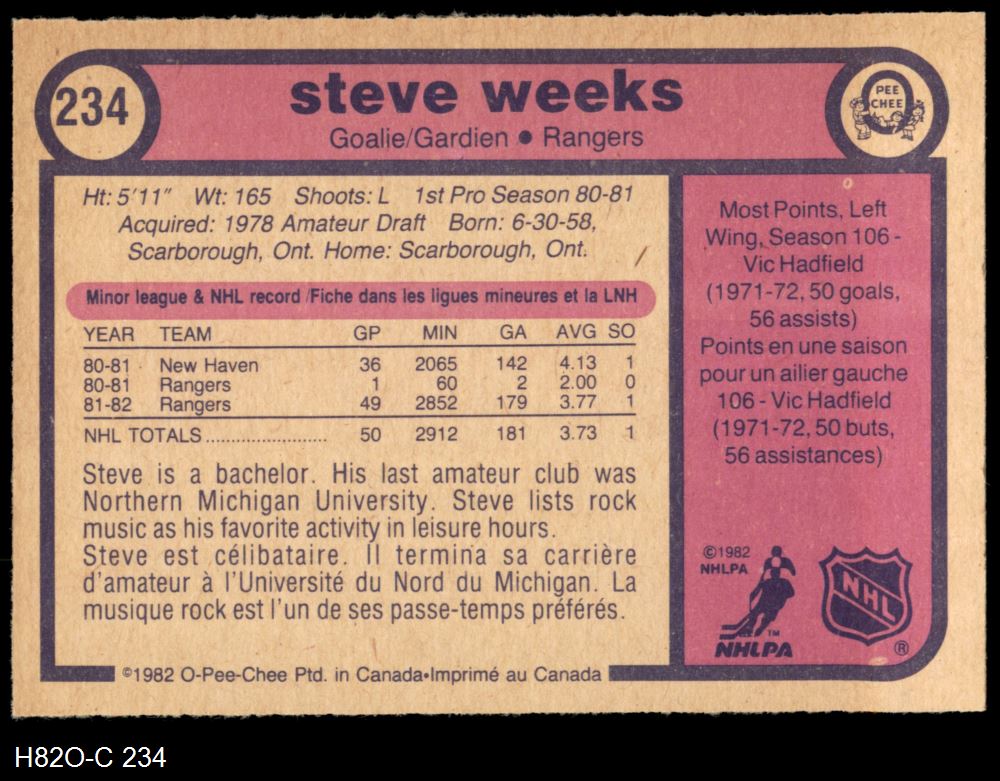 234
steve weeks
Goalie/Gardien ● Rangers
PEE
CHEE
Ht: 5'11" Wt: 165 Shoots: L 1st Pro Season 80-81
Acquired: 1978 Amateur Draft Born: 6-30-58,
Scarborough, Ont. Home: Scarborough, Ont.
Minor league & NHL record /Fiche dans les ligues mineures et la LNH
YEAR TEAM GP MIN GA AVG SO
80-81 New Haven 36 2065 142 4.13 1
80-81 Rangers 1 60 2 2.00 0
81-82 Rangers 49 2852 179 3.77 1
NHL TOTALS........................ 50 2912 181 3.73 1
Steve is a bachelor. His last amateur club was
Northern Michigan University. Steve lists rock
music as his favorite activity in leisure hours.
Steve est célibataire. Il termina sa carrière
d'amateur à l'Université du Nord du Michigan. La
musique rock est l'un de ses passe-temps préférés.
Most Points, Left
Wing, Season 106 -
Vic Hadfield
(1971-72, 50 goals,
56 assists)
Points en une saison
pour un ailier gauche
106 - Vic Hadfield
(1971-72, 50 buts,
56 assistances)
©1982
NHLPA
TM
NHLPA
NHL
®
©1982 O-Pee-Chee Ptd. in Canada•Imprimé au Canada
H82O-C 234